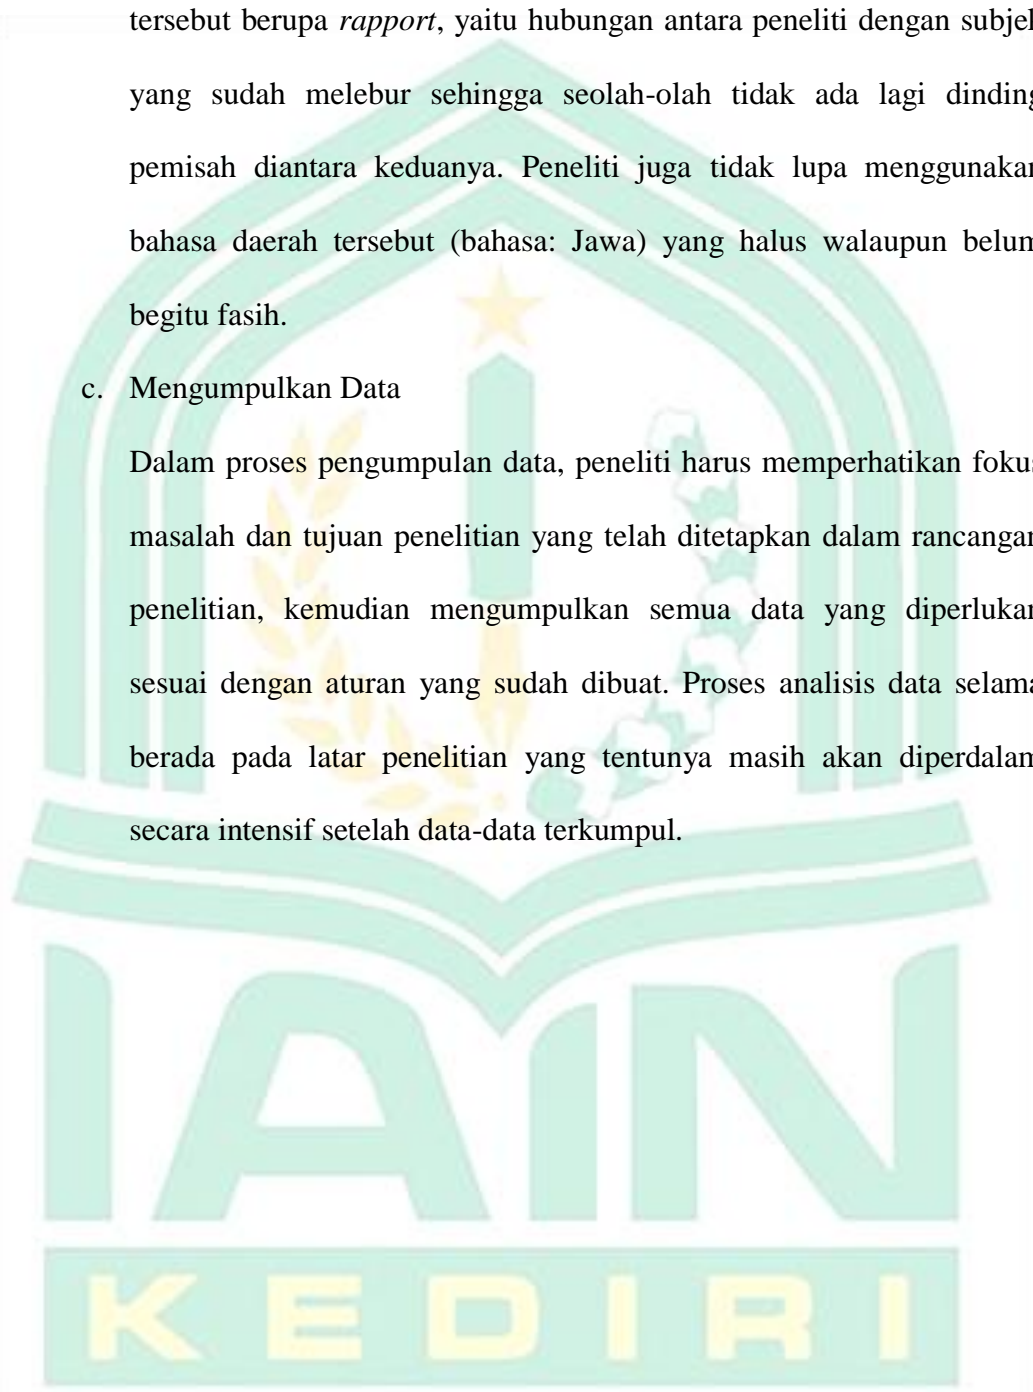 tersebut berupa rapport, yaitu hubungan antara peneliti dengan subjek
yang sudah melebur sehingga seolah-olah tidak ada lagi dinding
pemisah diantara keduanya. Peneliti juga tidak lupa menggunakan
bahasa daerah tersebut (bahasa: Jawa) yang halus walaupun belum
begitu fasih.
c. Mengumpulkan Data
Dalam proses pengumpulan data, peneliti harus memperhatikan fokus
masalah dan tujuan penelitian yang telah ditetapkan dalam rancangan
penelitian, kemudian mengumpulkan semua data yang diperlukan
sesuai dengan aturan yang sudah dibuat. Proses analisis data selama
berada pada latar penelitian yang tentunya masih akan diperdalam
secara intensif setelah data-data terkumpul.
IAIN
KEDIRI